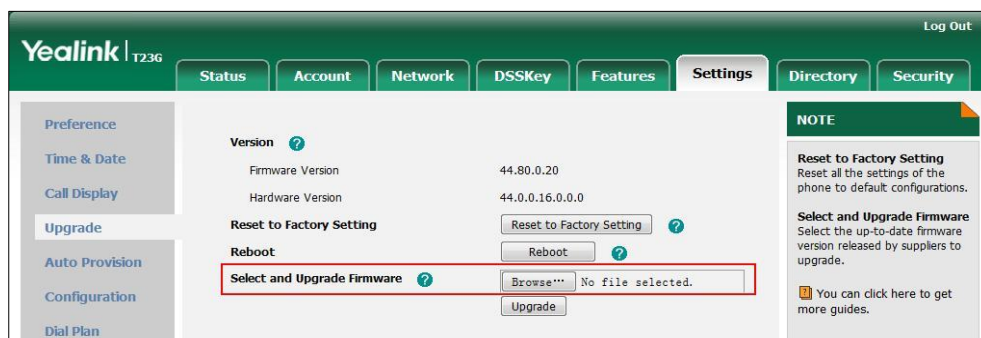 Log Out
Yealink T23G
Status Account Network DSSKey Features Settings Directory Security
Preference
Time & Date
Call Display
Upgrade
Auto Provision
Configuration
Dial Plan
Version ?
Firmware Version 44.80.0.20
Hardware Version 44.0.0.16.0.0.0
Reset to Factory Setting Reset to Factory Setting ?
Reboot Reboot ?
Select and Upgrade Firmware ? Browse… No file selected.
Upgrade
NOTE
Reset to Factory Setting
Reset all the settings of the
phone to default configurations.
Select and Upgrade Firmware
Select the up-to-date firmware
version released by suppliers to
upgrade.
? You can click here to get
more guides.